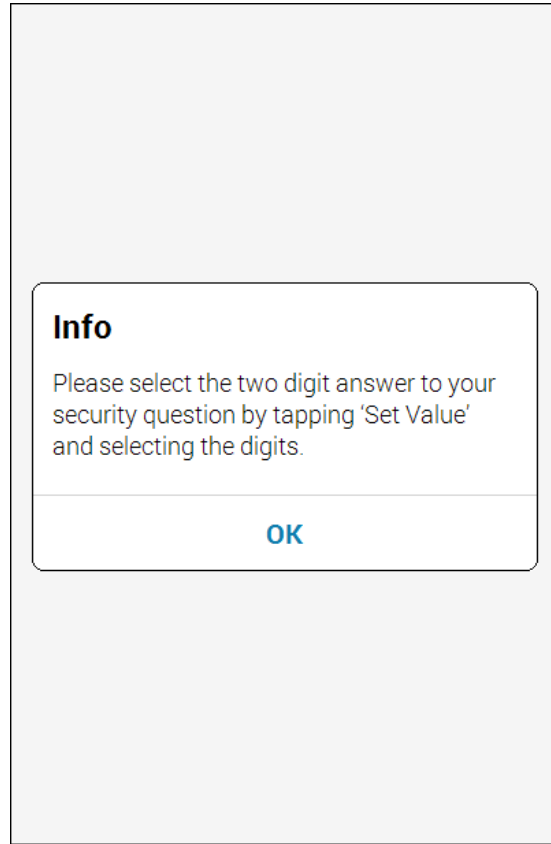 Info
Please select the two digit answer to your
security question by tapping ‘Set Value’
and selecting the digits.
OK